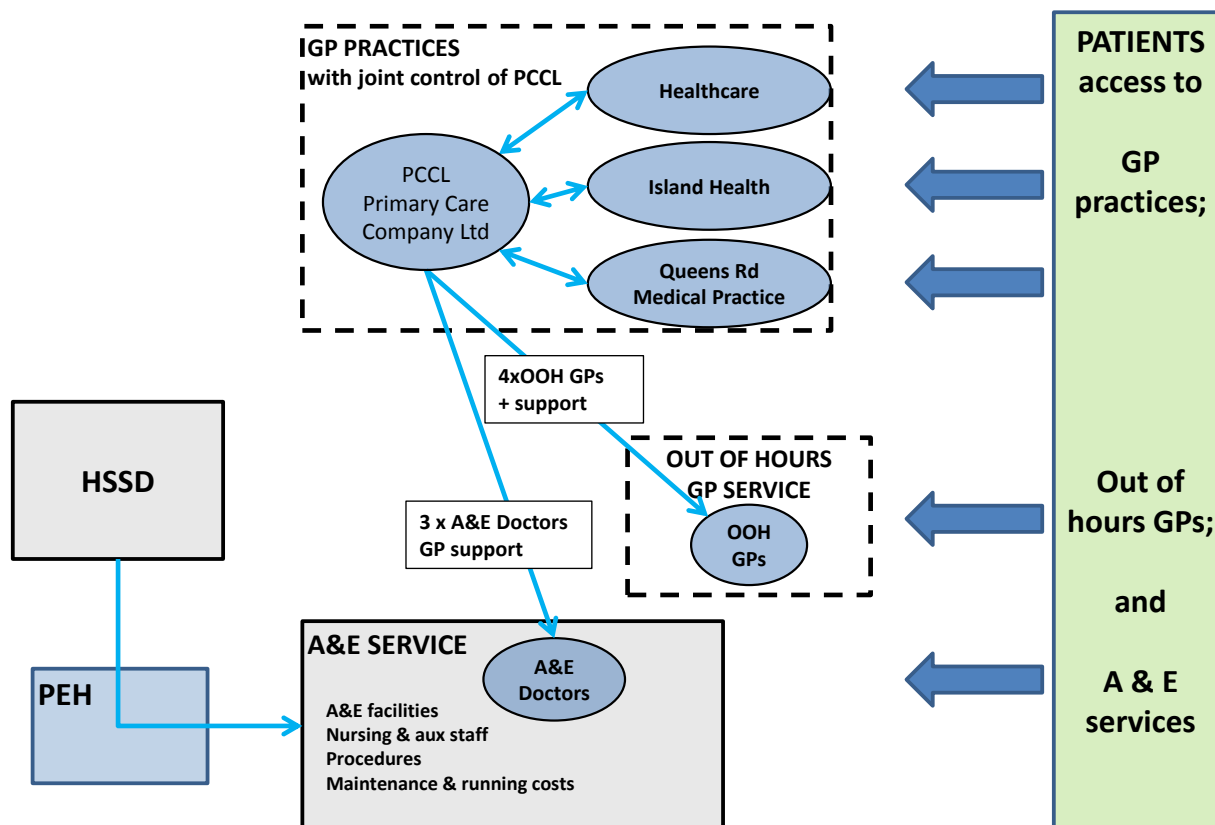 GP PRACTICES
with joint control of PCCL
Healthcare
PCCL
Primary Care
Company Ltd
Island Health
Queens Rd
Medical Practice
4xOOH GPs
+ support
HSSD
OUT OF HOURS
GP SERVICE
OOH
GPs
3 x A&E Doctors
GP support
PEH
A&E SERVICE
A&E
Doctors
A&E facilities
Nursing & aux staff
Procedures
Maintenance & running costs
PATIENTS
access to
GP
practices;
Out of
hours GPs;
and
A & E
services